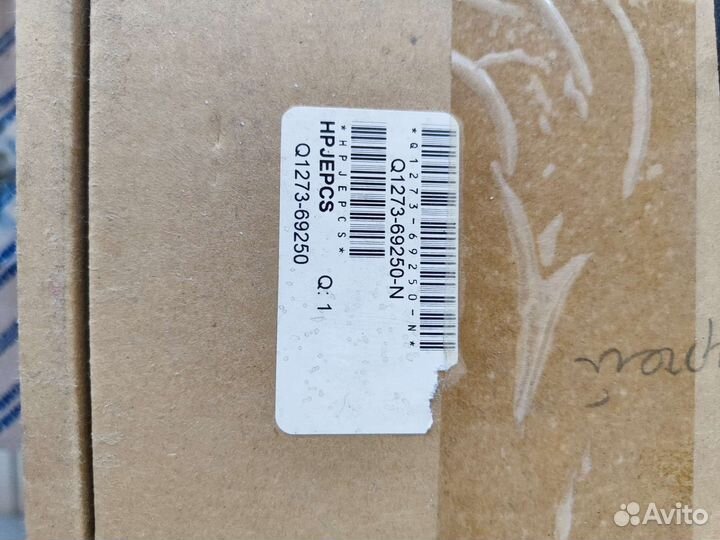 *Q1273-69250-N*
Q1273-69250-N
*HPJEPCS*
HPJEPCS Q: 1
Q1273-69250
Avito